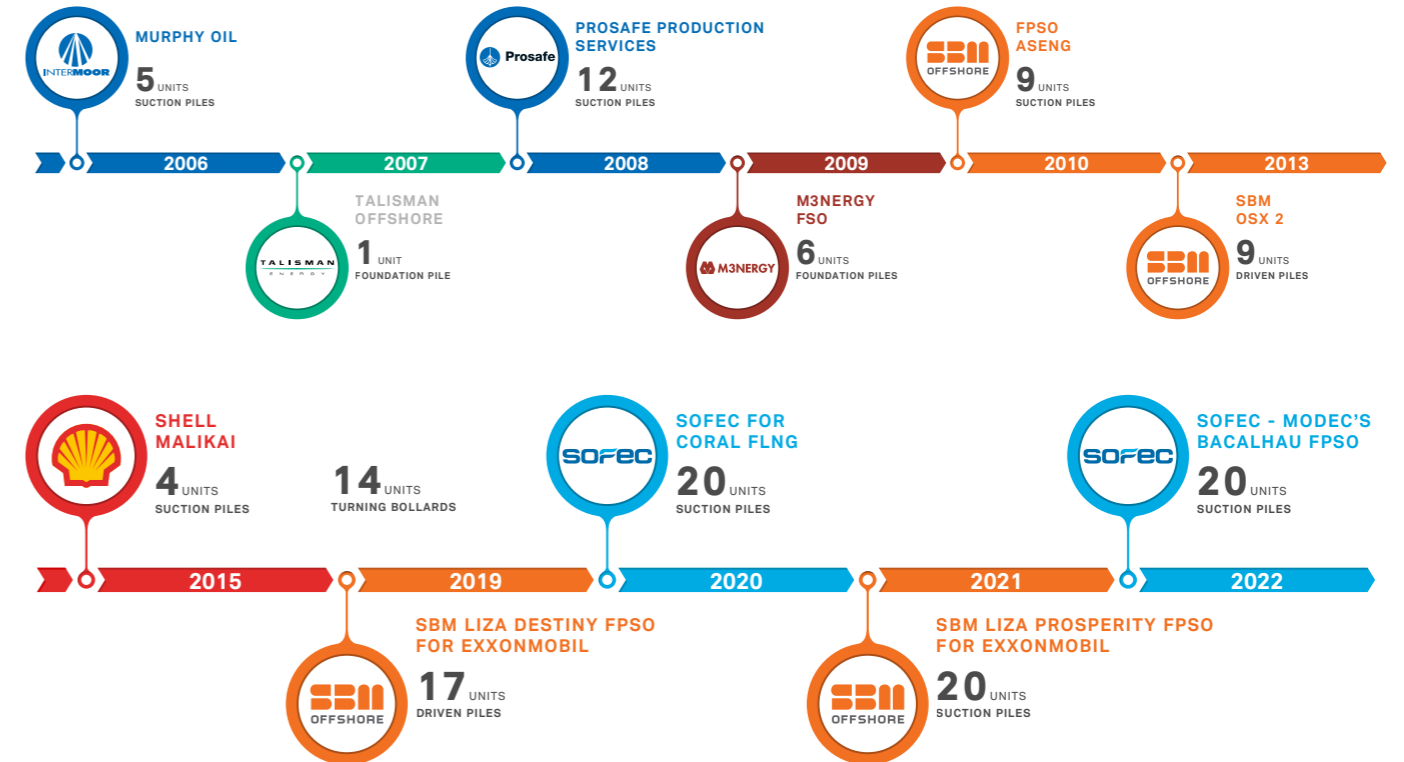 INTERMOOR
MURPHY OIL
5 UNITS
SUCTION PILES
Prosafe
PROSAFE PRODUCTION
SERVICES
12 UNITS
SUCTION PILES
SBM
OFFSHORE
FPSO
ASENG
9 UNITS
SUCTION PILES
2006
2007
2008
2009
2010
2013
TALISMAN
ENERGY
TALISMAN
OFFSHORE
1 UNIT
FOUNDATION PILE
M3NERGY
M3NERGY
FSO
6 UNITS
FOUNDATION PILES
SBM
OFFSHORE
SBM
OSX 2
9 UNITS
DRIVEN PILES
SHELL
MALIKAI
4 UNITS
SUCTION PILES
14 UNITS
TURNING BOLLARDS
SOFEC
SOFEC FOR
CORAL FLNG
20 UNITS
SUCTION PILES
SOFEC
SOFEC - MODEC'S
BACALHAU FPSO
20 UNITS
SUCTION PILES
2015
2019
2020
2021
2022
SBM
OFFSHORE
SBM LIZA DESTINY FPSO
FOR EXXONMOBIL
17 UNITS
DRIVEN PILES
SBM
OFFSHORE
SBM LIZA PROSPERITY FPSO
FOR EXXONMOBIL
20 UNITS
SUCTION PILES